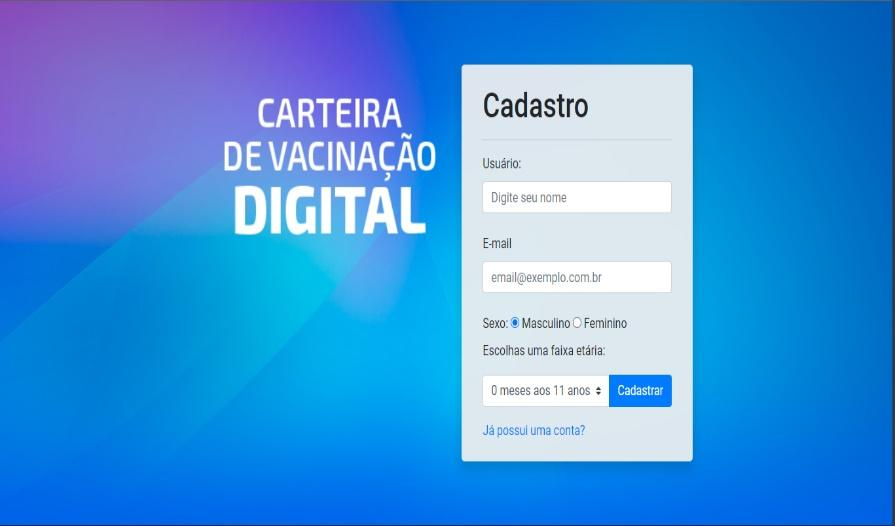 CARTEIRA
DE VACINAÇÃO
DIGITAL
Cadastro
Usuário:
Digite seu nome
E-mail
email@exemplo.com.br
Sexo: Masculino Feminino
Escolhas uma faixa etária:
0 meses aos 11 anos Cadastrar
Já possui uma conta?